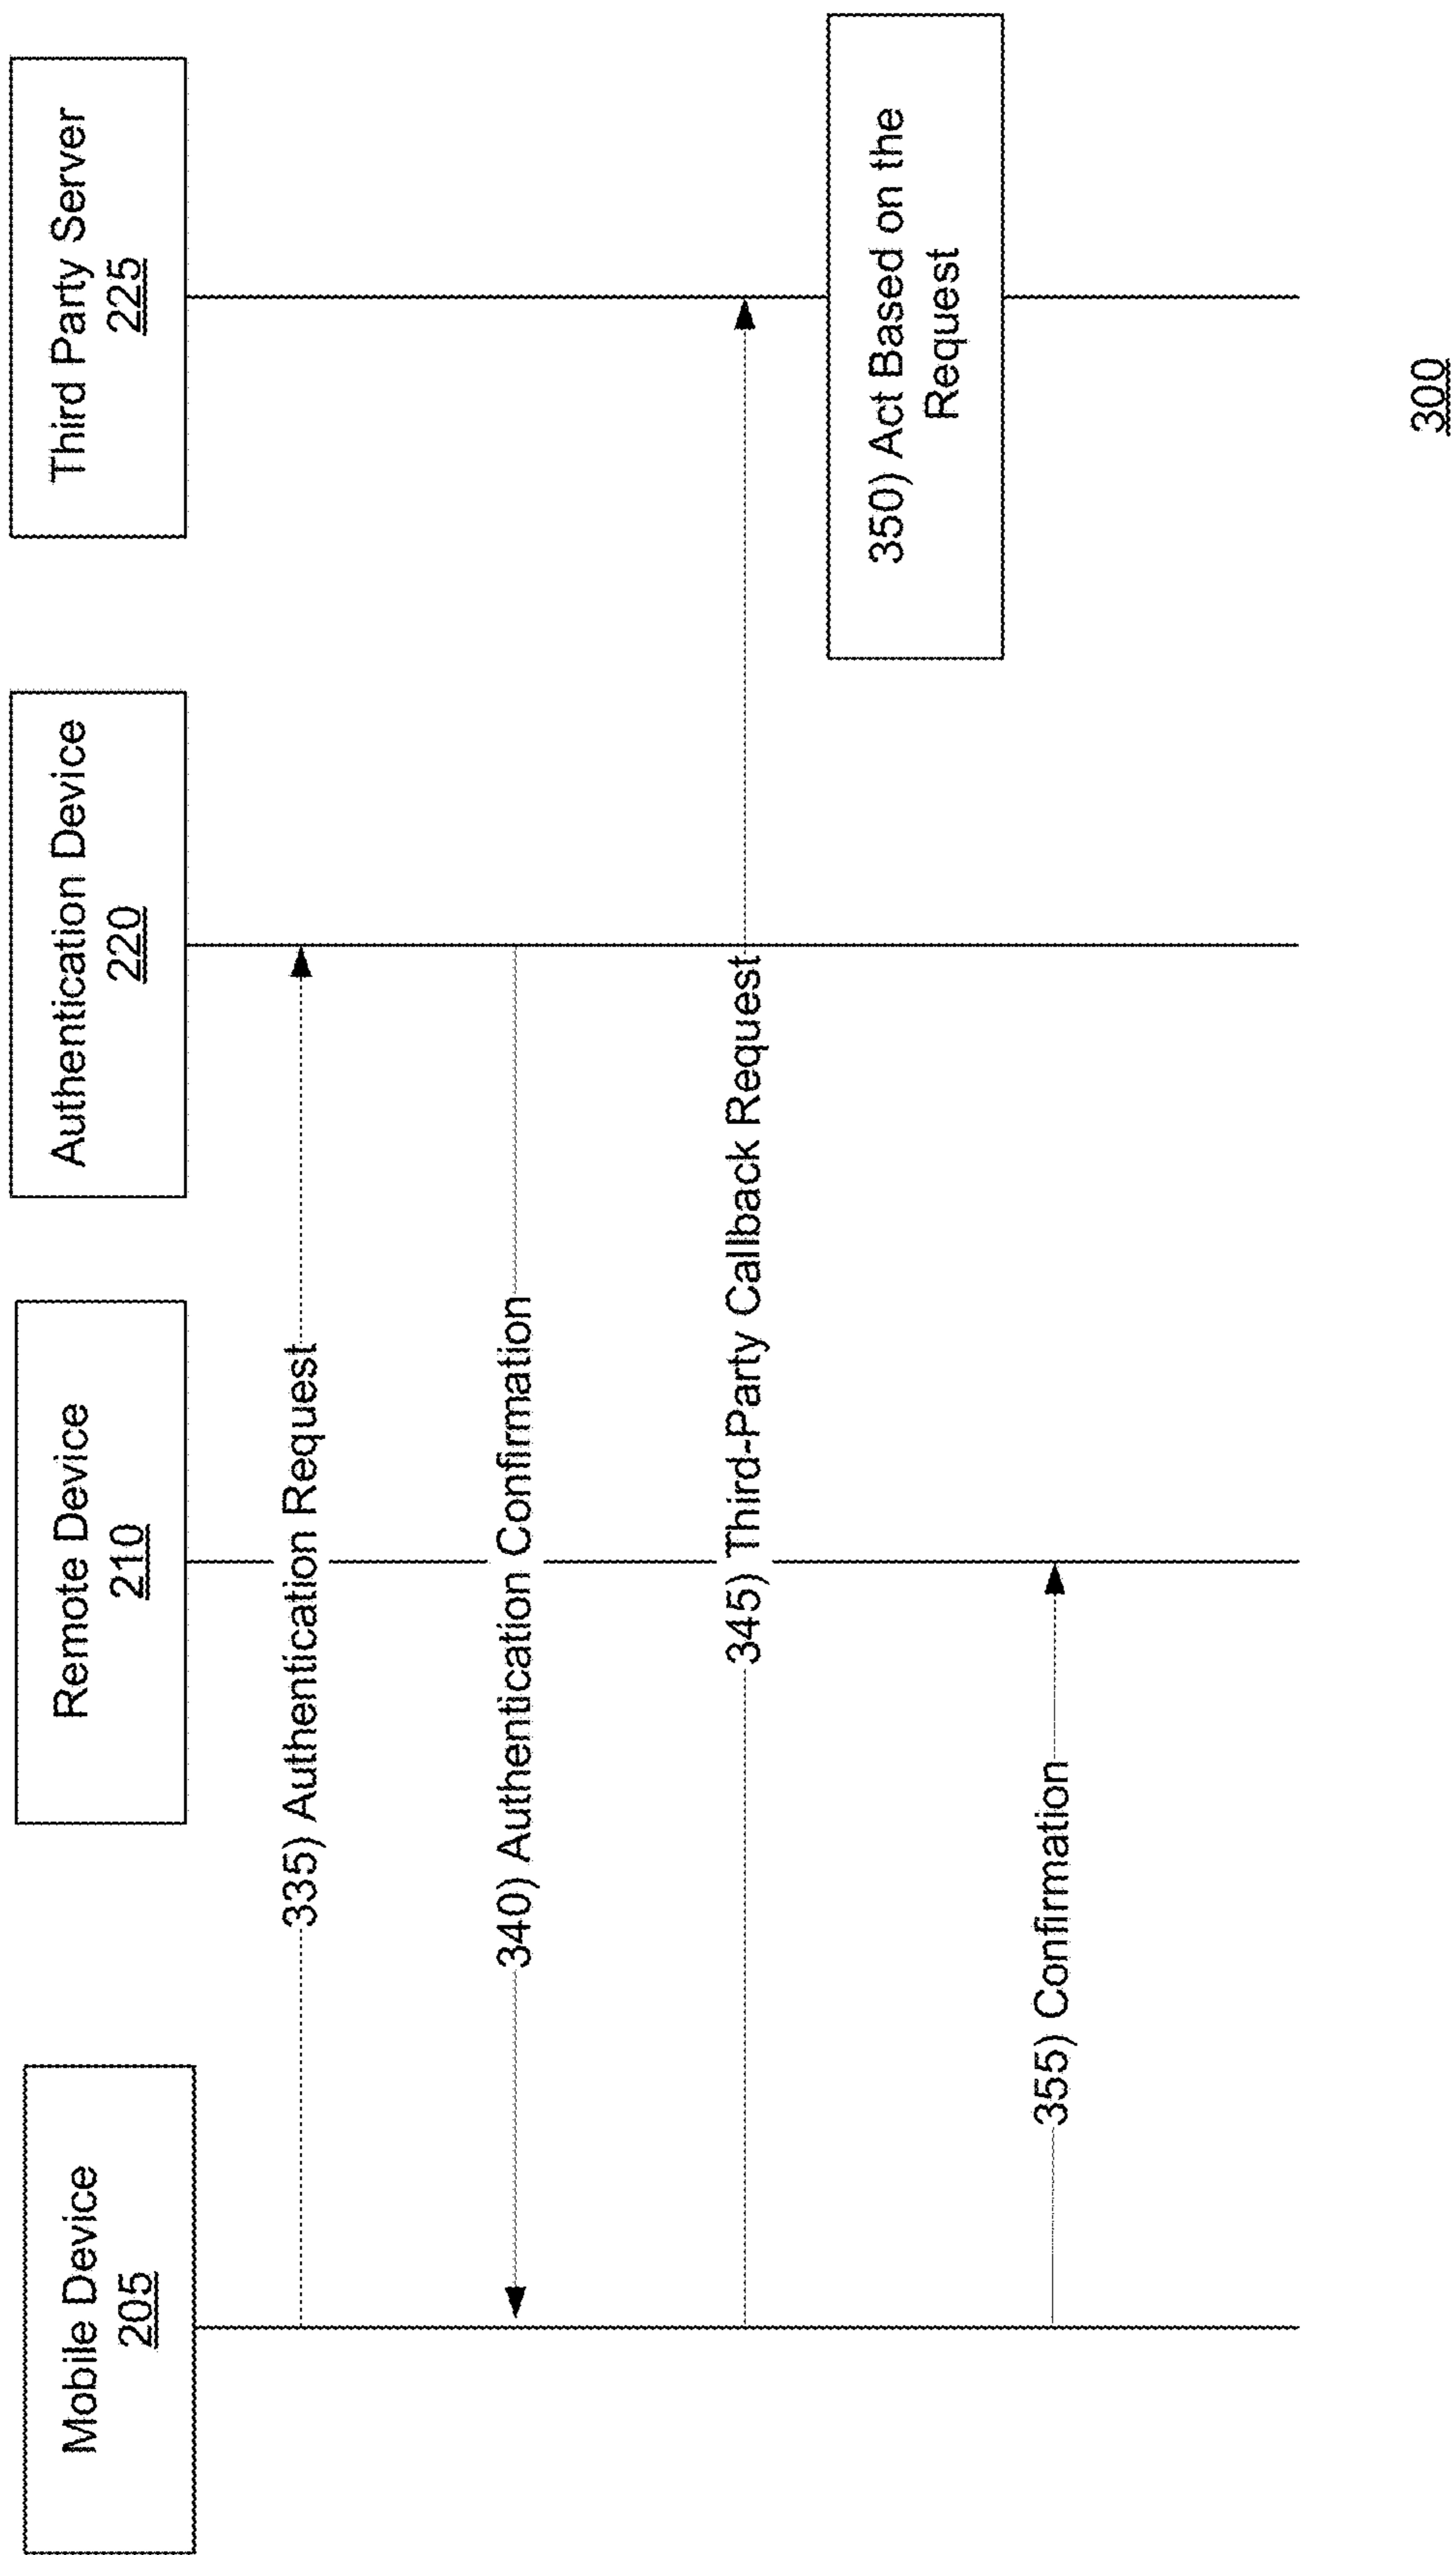 Mobile Device
205
Remote Device
210
Authentication Device
220
Third Party Server
225
335) Authentication Request
340) Authentication Confirmation
345) Third-Party Callback Request
350) Act Based on the
Request
355) Confirmation
300